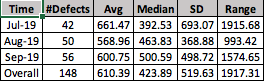 Time #Defects Avg Median SD Range
Jul-19 42 661.47 392.53 693.07 1915.68
Aug-19 50 568.96 463.83 368.88 993.42
Sep-19 56 600.75 500.59 498.72 1574.65
Overall 148 610.39 423.89 519.63 1917.31